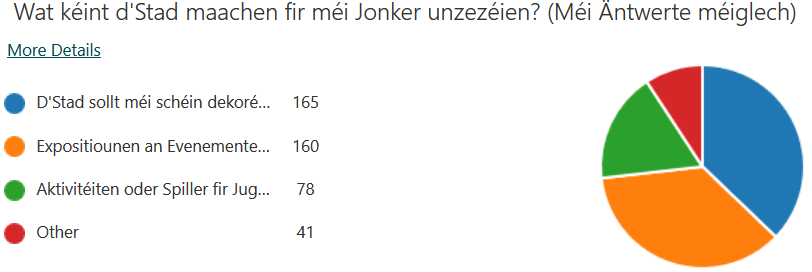 Wat kéint d'Stad maachen fir méi Jonker unzezéien? (Méi Äntwerte méiglech)
More Details
D'Stad sollt méi schéin dekoré... 165
Expositiounen an Evenemente... 160
Aktivitéiten oder Spiller fir Jug... 78
Other 41